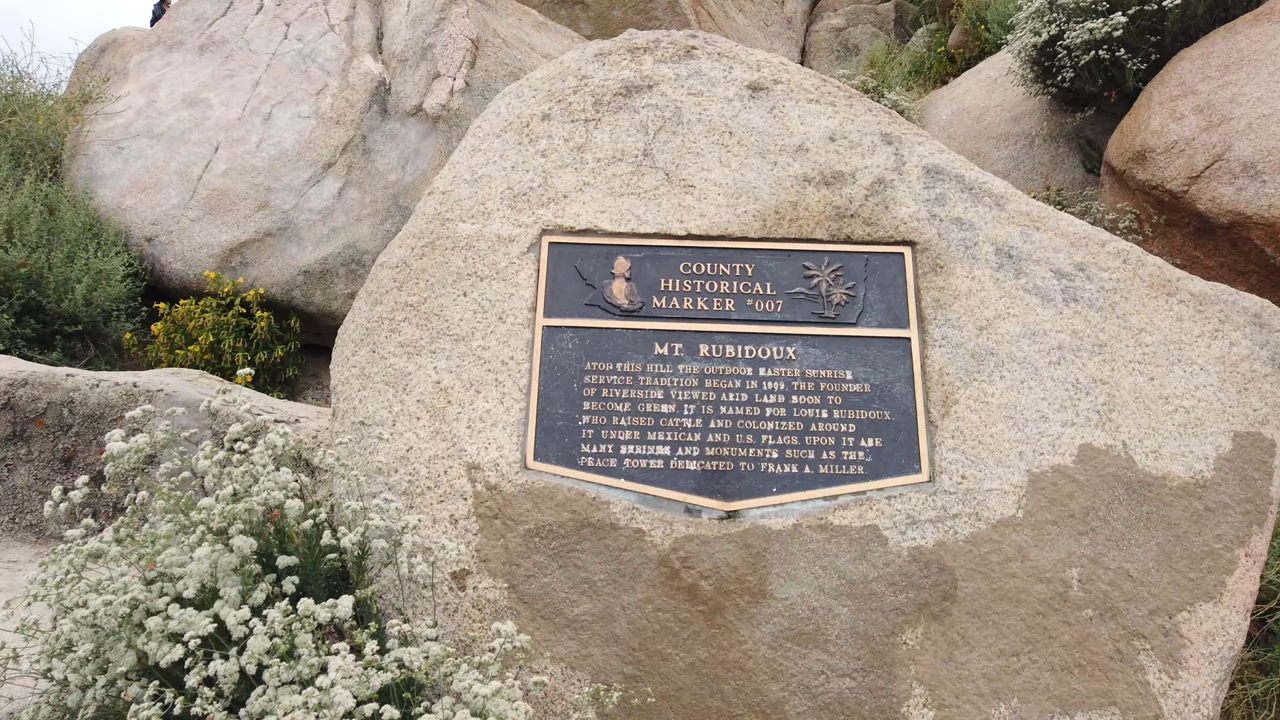 COUNTY
HISTORICAL
MARKER #007
MT. RUBIDOUX
ATOP THIS HILL THE OUTDOOR EASTER SUNRISE
SERVICE TRADITION BEGAN IN 1909. THE FOUNDER
OF RIVERSIDE VIEWED ARID LAND SOON TO
BECOME GREEN. IT IS NAMED FOR LOUIS RUBIDOUX,
WHO RAISED CATTLE AND COLONIZED AROUND
IT UNDER MEXICAN AND U.S. FLAGS. UPON IT ARE
MANY SHRINES AND MONUMENTS SUCH AS THE
PEACE TOWER DEDICATED TO FRANK A. MILLER.